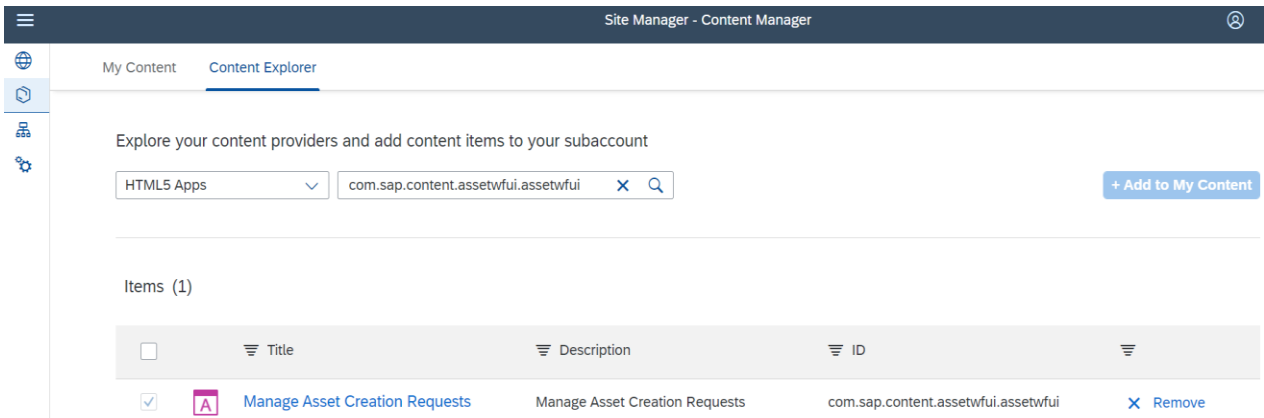 Site Manager - Content Manager
My Content Content Explorer
Explore your content providers and add content items to your subaccount
HTML5 Apps com.sap.content.assetwfui.assetwfui + Add to My Content
Items (1)
Title Description ID
A Manage Asset Creation Requests Manage Asset Creation Requests com.sap.content.assetwfui.assetwfui Remove